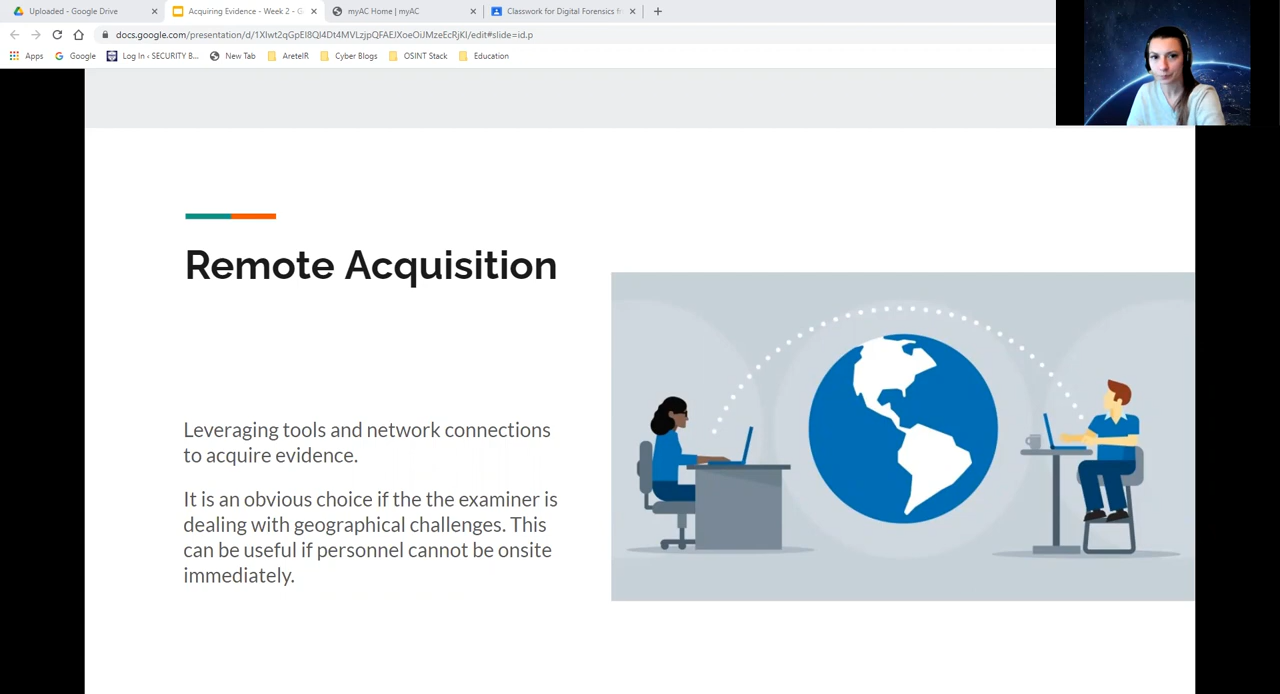 Uploaded - Google Drive
Acquiring Evidence - Week 2 - G
myAC Home | myAC
Classwork for Digital Forensics fr
docs.google.com/presentation/d/1XIwt2qGpEI8QI4Dt4MVLzjpQFAEJXoeOiJMzeEcRjKI/edit#slide=id.p
Apps
Google
Log In ‹ SECURITY B...
New Tab
AreteIR
Cyber Blogs
OSINT Stack
Education
Remote Acquisition
Leveraging tools and network connections
to acquire evidence.
It is an obvious choice if the the examiner is
dealing with geographical challenges. This
can be useful if personnel cannot be onsite
immediately.